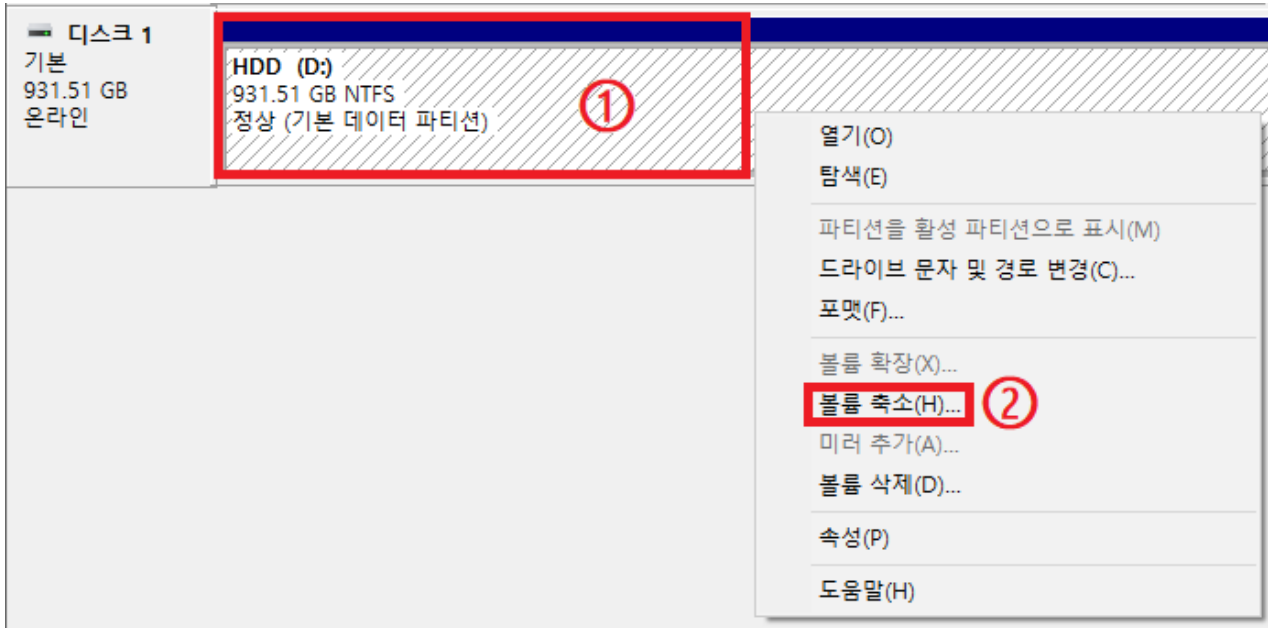 디스크 1
기본
931.51 GB
온라인
HDD (D:)
931.51 GB NTFS
정상 (기본 데이터 파티션)
①
열기(O)
탐색(E)
파티션을 활성 파티션으로 표시(M)
드라이브 문자 및 경로 변경(C)...
포맷(F)...
볼륨 확장(X)...
볼륨 축소(H)...
②
미러 추가(A)...
볼륨 삭제(D)...
속성(P)
도움말(H)